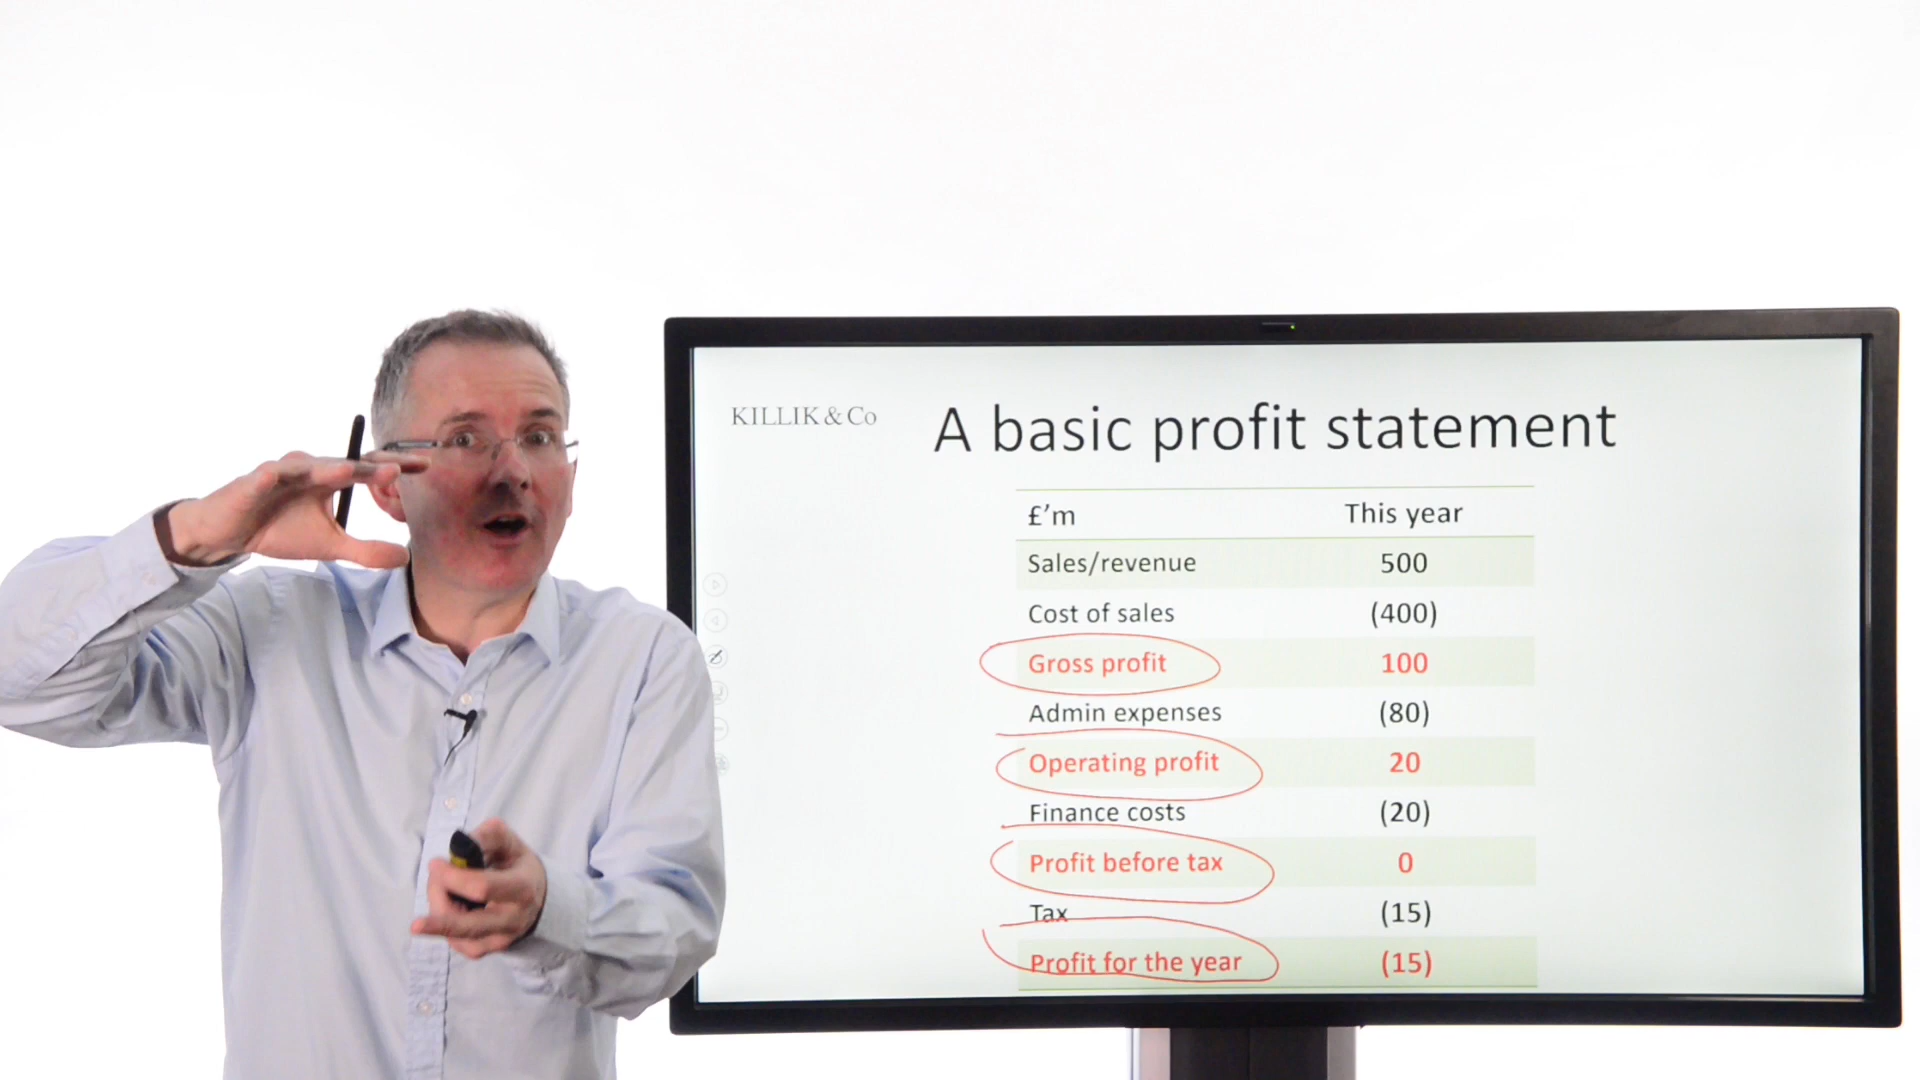 KILLIK & Co
A basic profit statement
£'m This year
Sales/revenue 500
Cost of sales (400)
Gross profit 100
Admin expenses (80)
Operating profit 20
Finance costs (20)
Profit before tax 0
Tax (15)
Profit for the year (15)